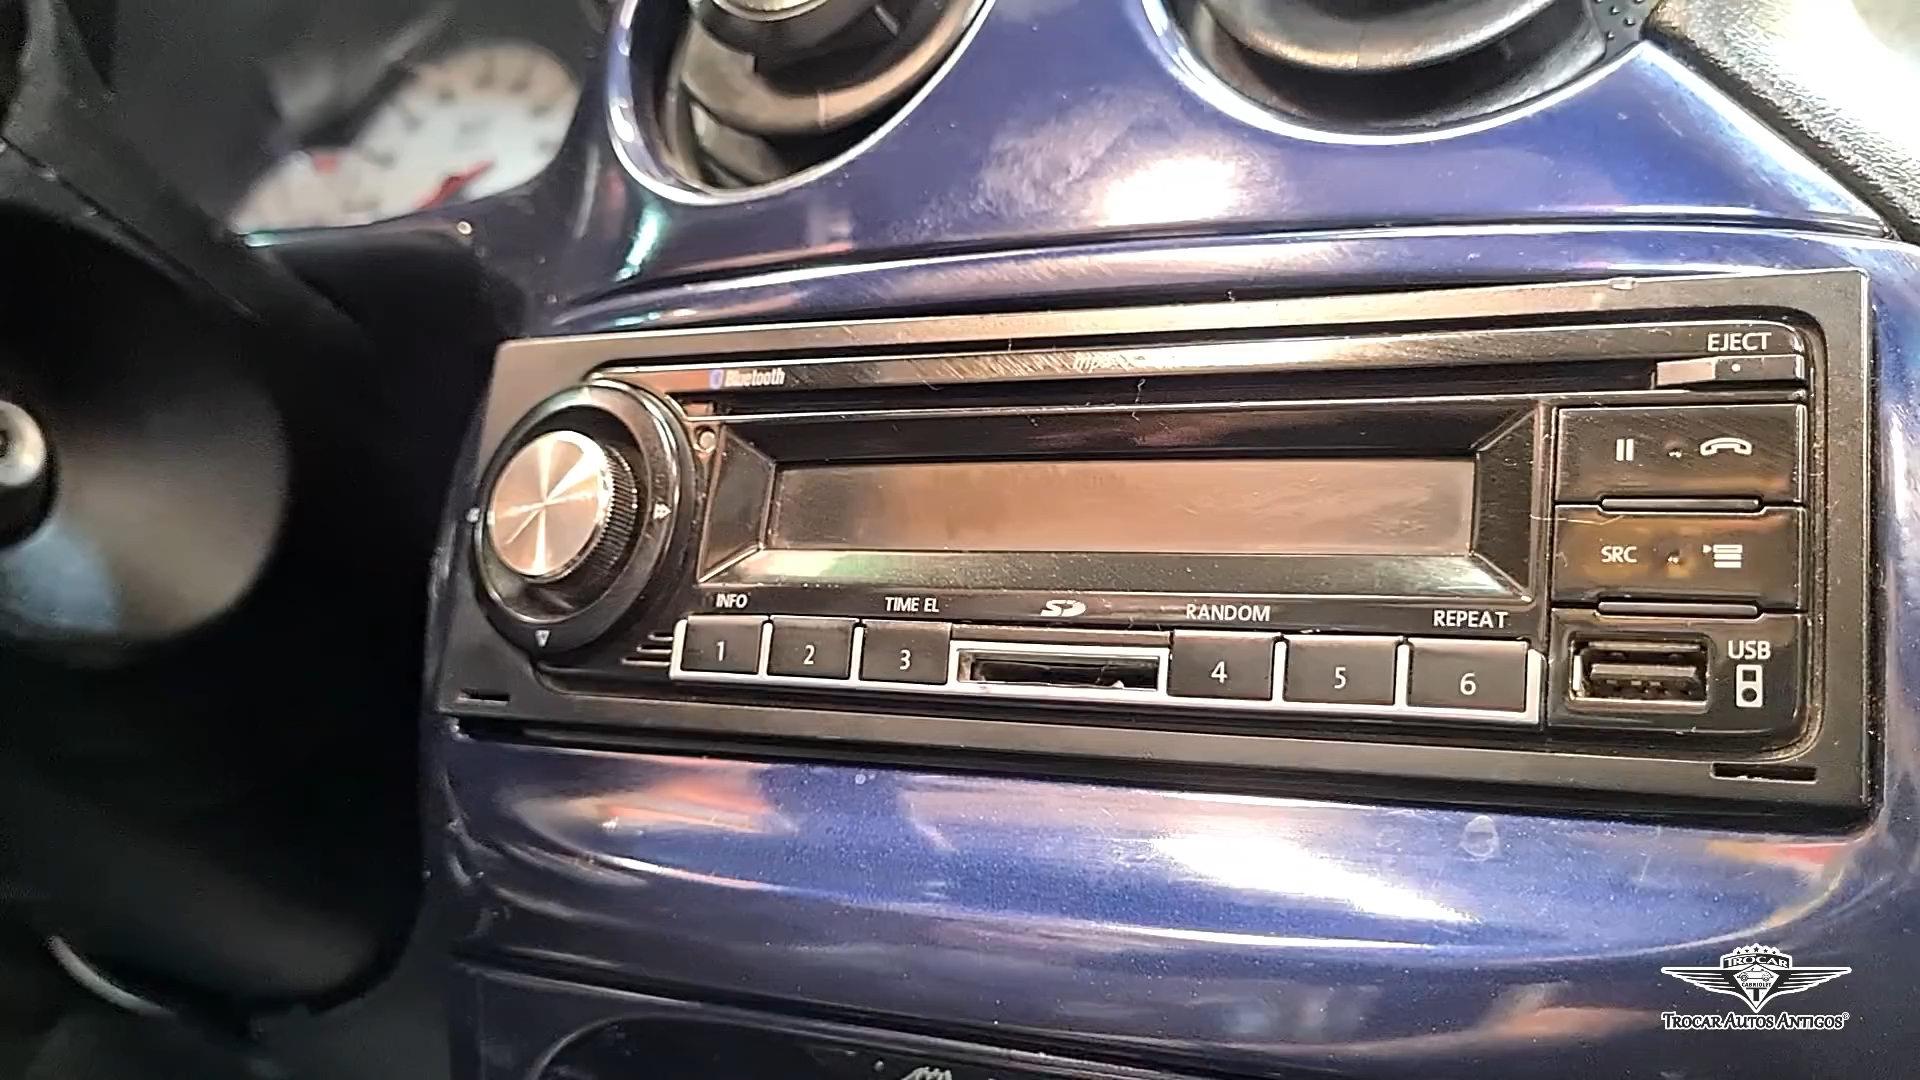 EJECT
Bluetooth
SRC
INFO
TIME EL
SD
RANDOM
REPEAT
1
2
3
4
5
6
USB
TROCAR
CABRIOLET
TROCAR AUTOS ANTIGOS®